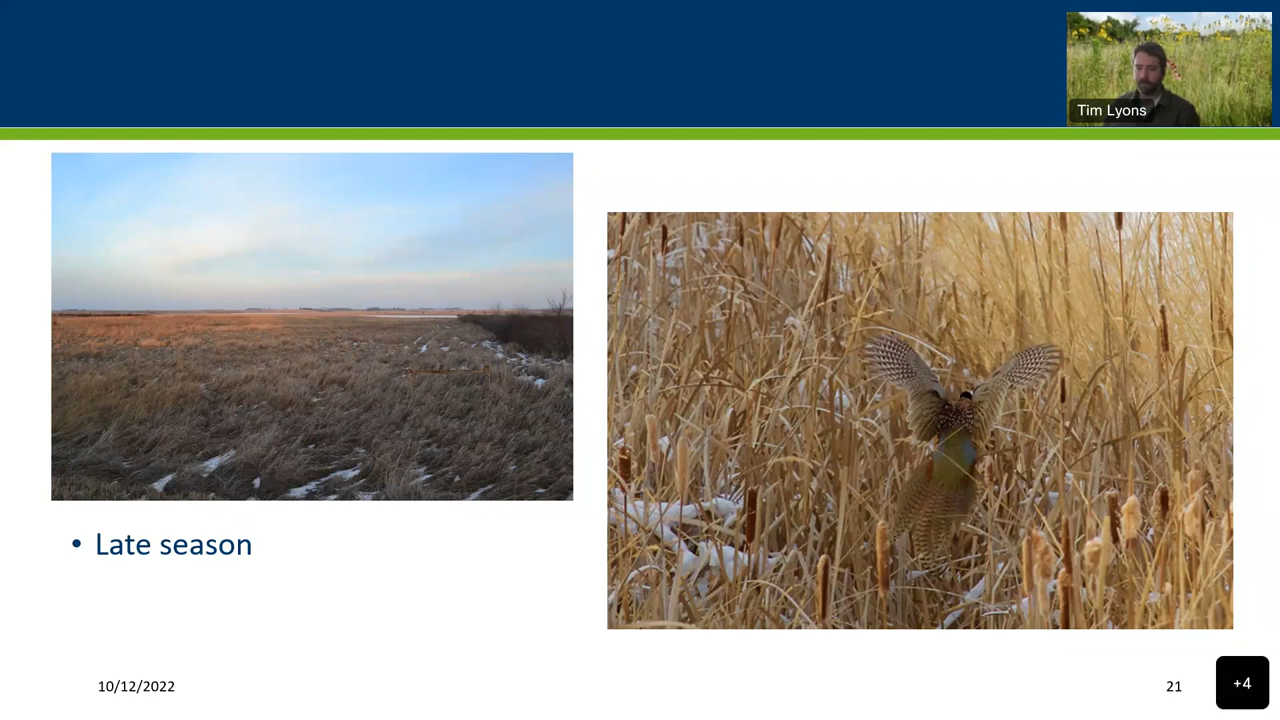 Tim Lyons
• Late season
10/12/2022
21
+4